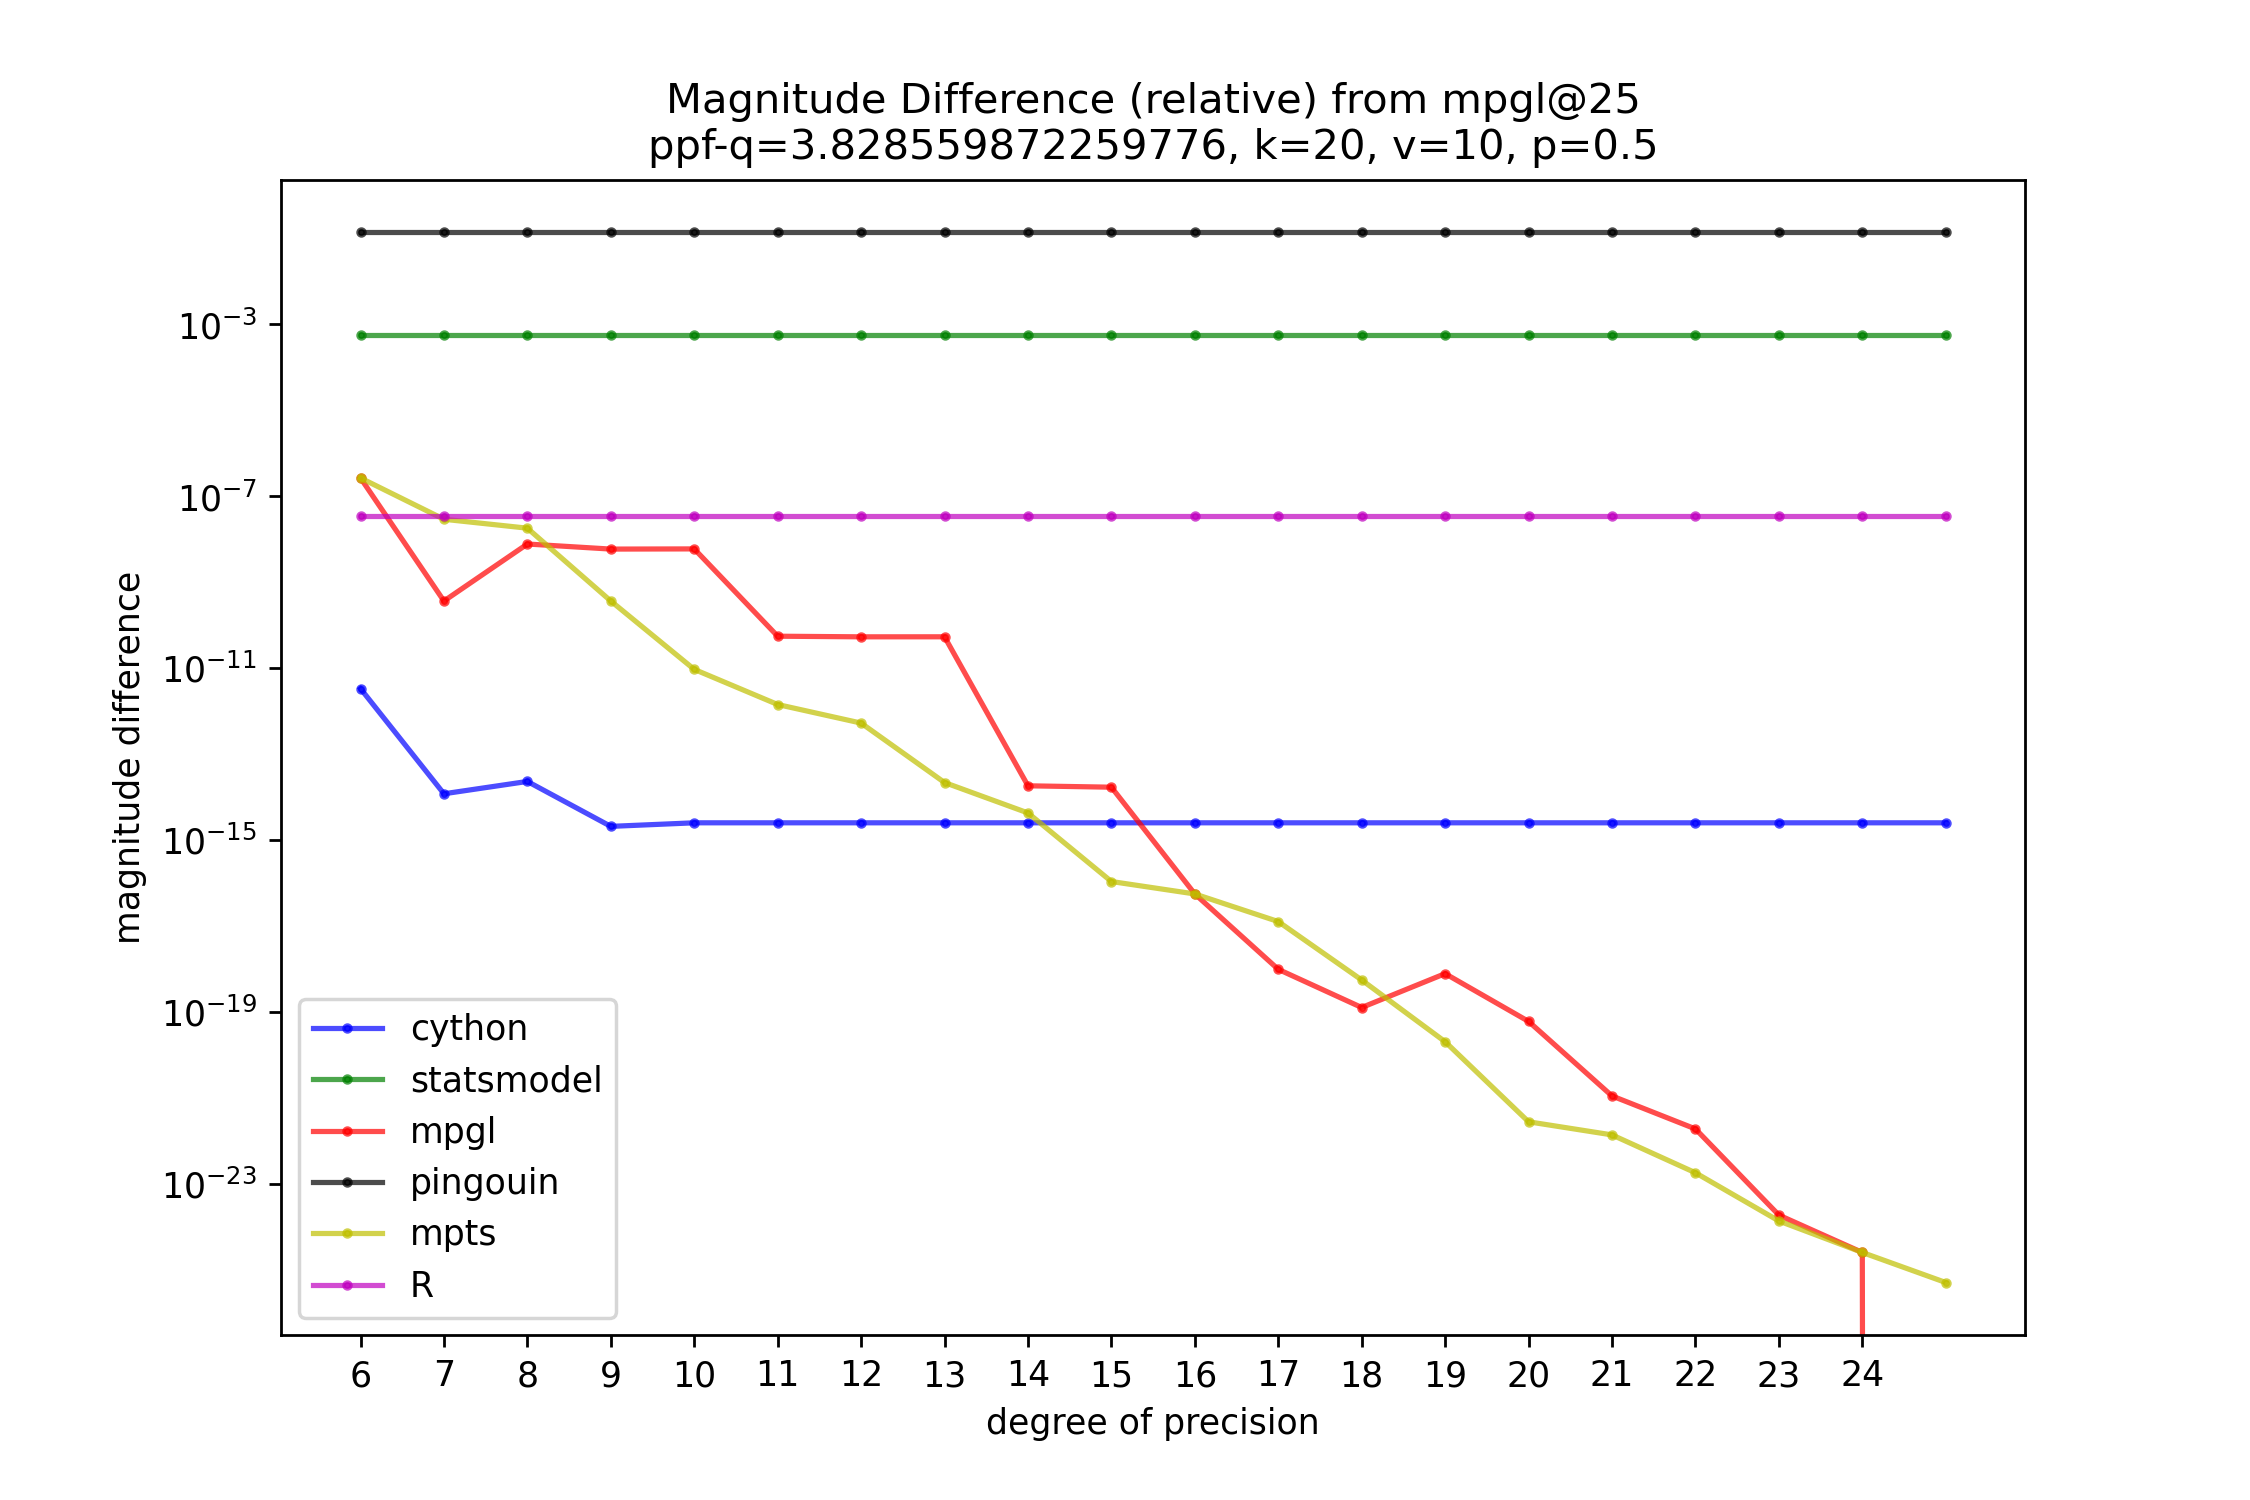 Magnitude Difference (relative) from mpgl@25
ppf-q=3.828559872259776, k=20, v=10, p=0.5
magnitude difference
10⁻³
10⁻⁷
10⁻¹¹
10⁻¹⁵
10⁻¹⁹
10⁻²³
cython
statsmodel
mpgl
pingouin
mpts
R
6 7 8 9 10 11 12 13 14 15 16 17 18 19 20 21 22 23 24
degree of precision